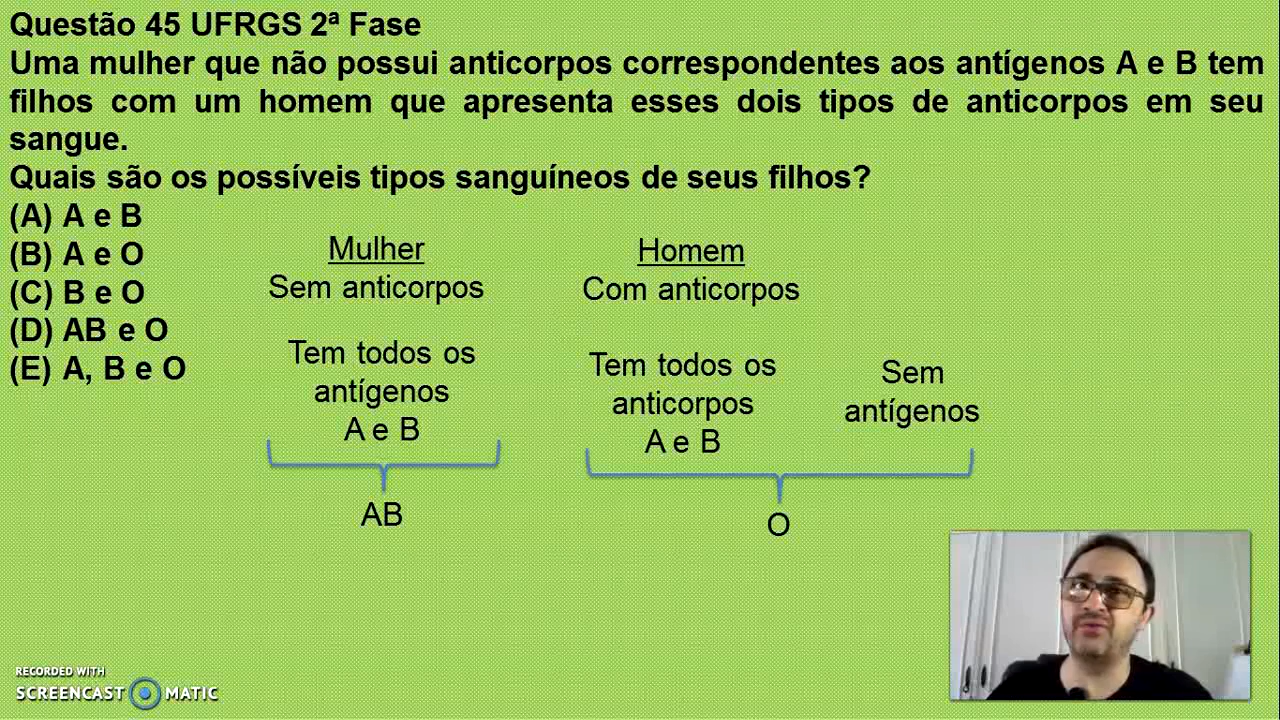 Questão 45 UFRGS 2ª Fase
Uma mulher que não possui anticorpos correspondentes aos antígenos A e B tem
filhos com um homem que apresenta esses dois tipos de anticorpos em seu
sangue.
Quais são os possíveis tipos sanguíneos de seus filhos?
(A) A e B
(B) A e O
(C) B e O
(D) AB e O
(E) A, B e O
Mulher
Sem anticorpos
Tem todos os
antígenos
A e B
AB
Homem
Com anticorpos
Tem todos os
anticorpos
A e B
Sem
antígenos
O
RECORDED WITH
SCREENCAST MATIC